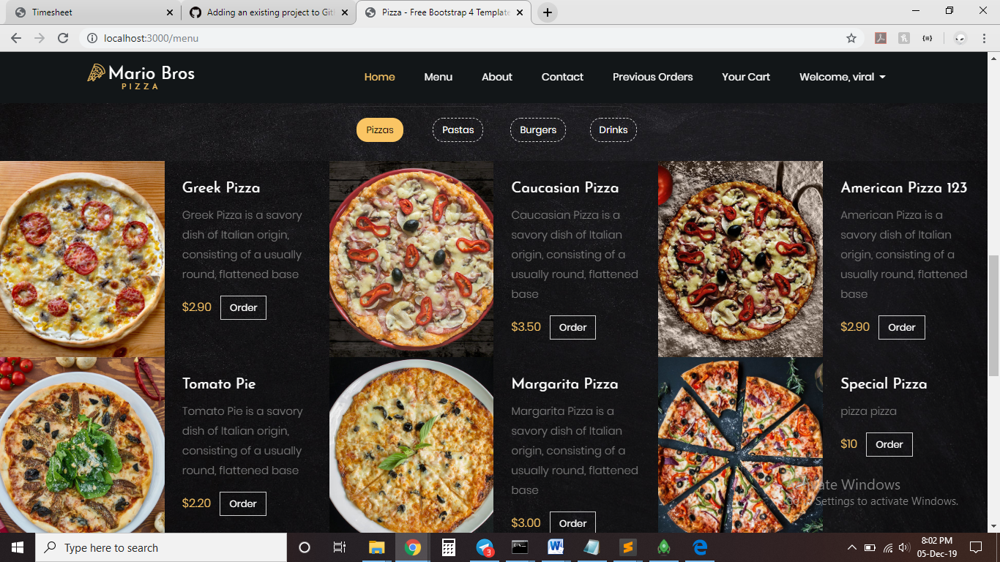 Timesheet
Adding an existing project to Git
Pizza - Free Bootstrap 4 Template
localhost:3000/menu
Mario Bros
PIZZA
Home
Menu
About
Contact
Previous Orders
Your Cart
Welcome, viral
Pizzas
Pastas
Burgers
Drinks
Greek Pizza
Greek Pizza is a savory
dish of Italian origin,
consisting of a usually
round, flattened base
$2.90
Order
Caucasian Pizza
Caucasian Pizza is a
savory dish of Italian
origin, consisting of a
usually round, flattened
base
$3.50
Order
American Pizza 123
American Pizza is a
savory dish of Italian
origin, consisting of a
usually round, flattened
base
$2.90
Order
Tomato Pie
Tomato Pie is a savory
dish of Italian origin,
consisting of a usually
round, flattened base
$2.20
Order
Margarita Pizza
Margarita Pizza is a
savory dish of Italian
origin, consisting of a
usually round, flattened
base
$3.00
Order
Special Pizza
pizza pizza
$10
Order
Windows
Settings to activate Windows.
Type here to search
3
8:02 PM
05-Dec-19